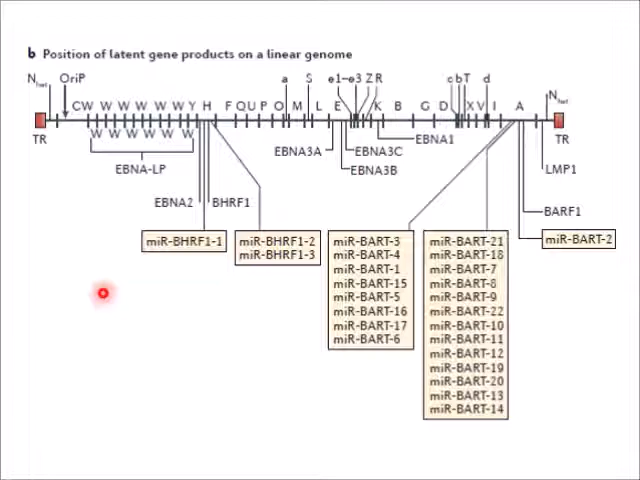 b Position of latent gene products on a linear genome
N_het OriP a S e1-e3 Z R c b T d N_het
C W W W W W W W Y H F Q U P O M L E K B G D X V I A
TR W W W W W W TR
EBNA-LP EBNA3A EBNA3C EBNA1
EBNA3B LMP1
EBNA2 BHRF1 BARF1
miR-BHRF1-1
miR-BHRF1-2
miR-BHRF1-3
miR-BART-3
miR-BART-4
miR-BART-1
miR-BART-15
miR-BART-5
miR-BART-16
miR-BART-17
miR-BART-6
miR-BART-21
miR-BART-18
miR-BART-7
miR-BART-8
miR-BART-9
miR-BART-22
miR-BART-10
miR-BART-11
miR-BART-12
miR-BART-19
miR-BART-20
miR-BART-13
miR-BART-14
miR-BART-2